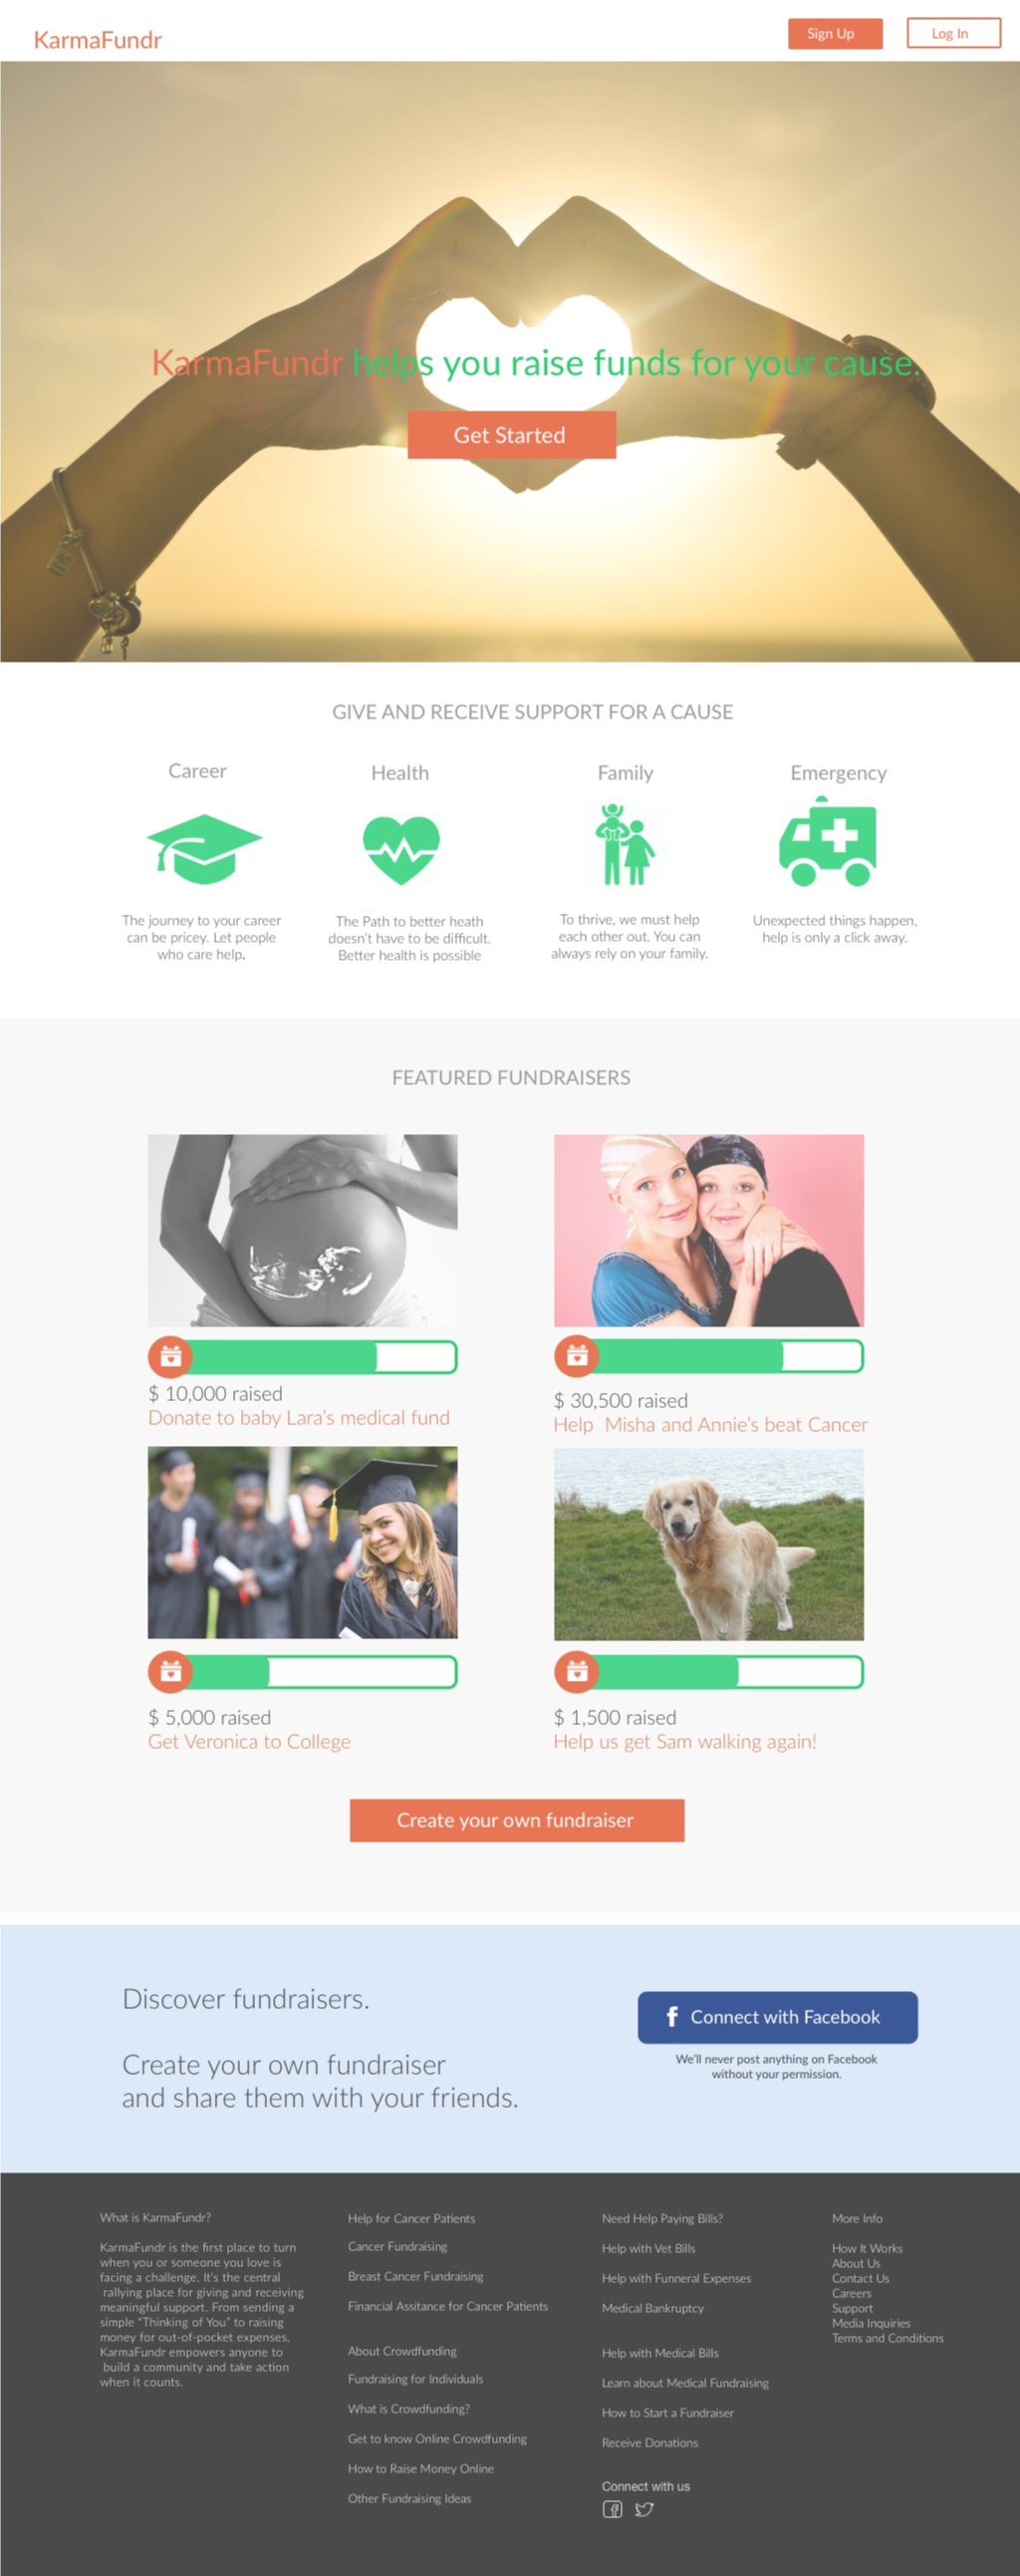 KarmaFundr
Sign Up
Log In
KarmaFundr helps you raise funds for your cause.
Get Started
GIVE AND RECEIVE SUPPORT FOR A CAUSE
Career
The journey to your career
can be pricey. Let people
who care help.
Health
The Path to better heath
doesn't have to be difficult.
Better health is possible
Family
To thrive, we must help
each other out. You can
always rely on your family.
Emergency
Unexpected things happen,
help is only a click away.
FEATURED FUNDRAISERS
$ 10,000 raised
Donate to baby Lara's medical fund
$ 30,500 raised
Help Misha and Annie's beat Cancer
$ 5,000 raised
Get Veronica to College
$ 1,500 raised
Help us get Sam walking again!
Create your own fundraiser
Discover fundraisers.
Create your own fundraiser
and share them with your friends.
f Connect with Facebook
We'll never post anything on Facebook
without your permission.
What is KarmaFundr?
KarmaFundr is the first place to turn
when you or someone you love is
facing a challenge. It's the central
rallying place for giving and receiving
meaningful support. From sending a
simple "Thinking of You" to raising
money for out-of-pocket expenses,
KarmaFundr empowers anyone to
build a community and take action
when it counts.
Help for Cancer Patients
Cancer Fundraising
Breast Cancer Fundraising
Financial Assitance for Cancer Patients
About Crowdfunding
Fundraising for Individuals
What is Crowdfunding?
Get to know Online Crowdfunding
How to Raise Money Online
Other Fundraising Ideas
Need Help Paying Bills?
Help with Vet Bills
Help with Funneral Expenses
Medical Bankruptcy
Help with Medical Bills
Learn about Medical Fundraising
How to Start a Fundraiser
Receive Donations
Connect with us
More Info
How It Works
About Us
Contact Us
Careers
Support
Media Inquiries
Terms and Conditions